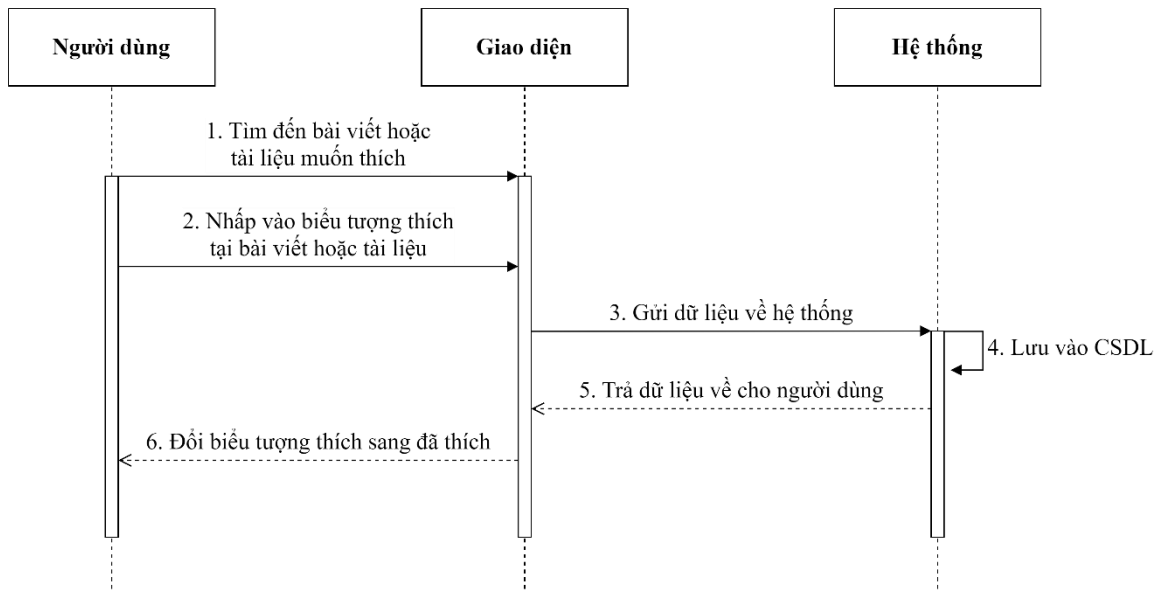 Người dùng
Giao diện
Hệ thống
1. Tìm đến bài viết hoặc
tài liệu muốn thích
2. Nhấp vào biểu tượng thích
tại bài viết hoặc tài liệu
3. Gửi dữ liệu về hệ thống
4. Lưu vào CSDL
5. Trả dữ liệu về cho người dùng
6. Đổi biểu tượng thích sang đã thích